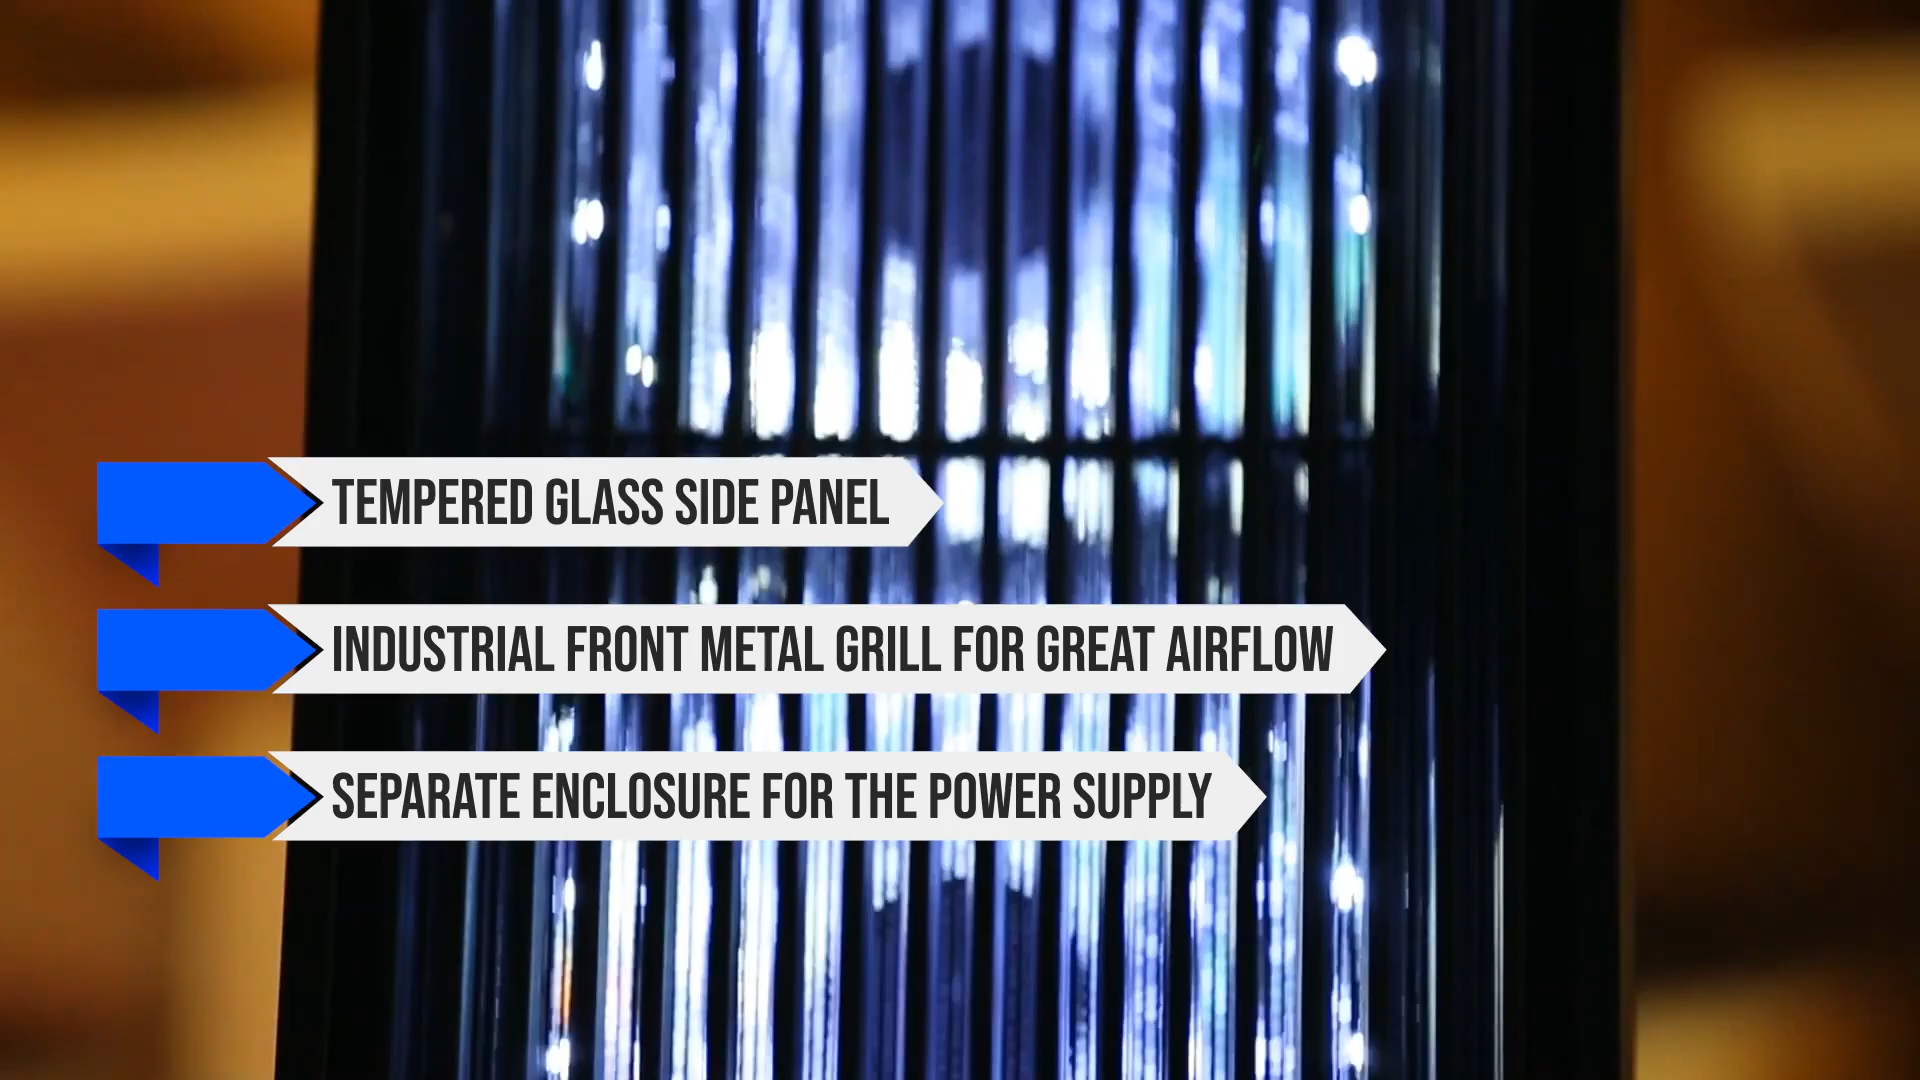 TEMPERED GLASS SIDE PANEL
INDUSTRIAL FRONT METAL GRILL FOR GREAT AIRFLOW
SEPARATE ENCLOSURE FOR THE POWER SUPPLY